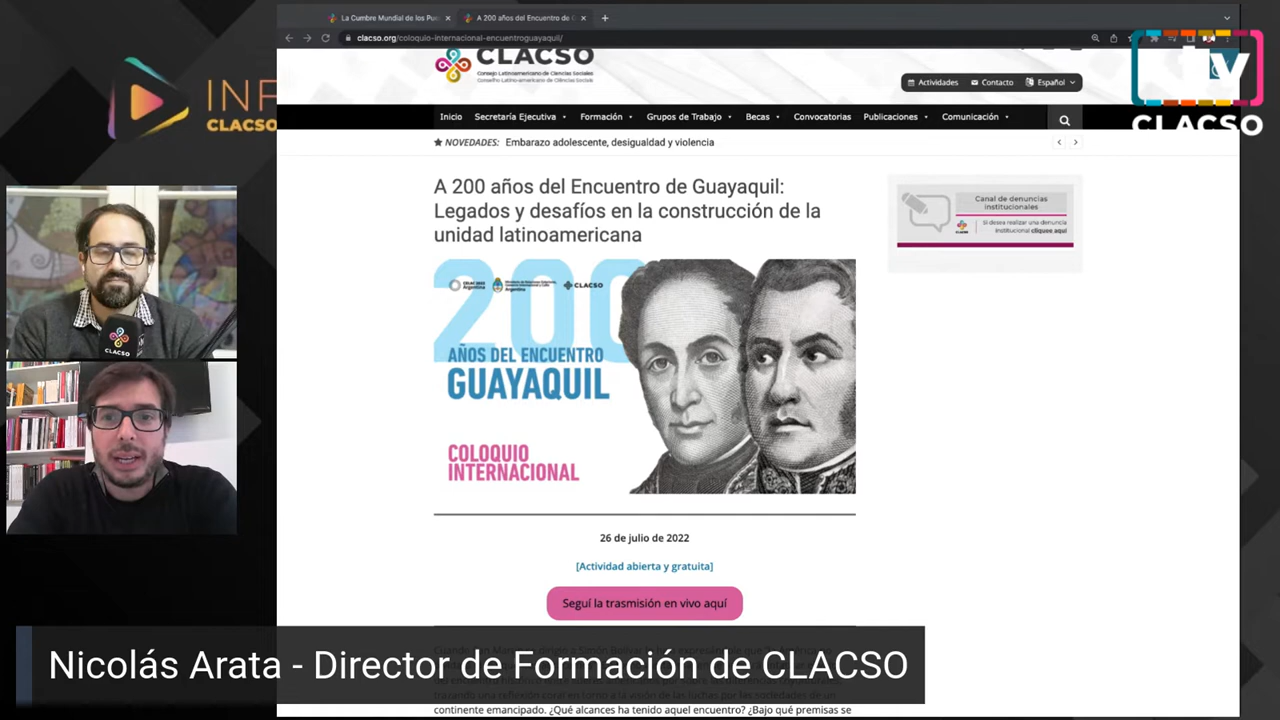 La Cumbre Mundial de los Pue
A 200 años del Encuentro de G
clacso.org/coloquio-internacional-encuentroguayaquil/
tv
CLACSO
INF
CLACSO
CLACSO
Consejo Latinoamericano de Ciencias Sociales
Conselho Latino-americano de Ciências Sociais
Actividades
Contacto
Español
Inicio
Secretaría Ejecutiva
Formación
Grupos de Trabajo
Becas
Convocatorias
Publicaciones
Comunicación
NOVEDADES:
Embarazo adolescente, desigualdad y violencia
A 200 años del Encuentro de Guayaquil:
Legados y desafíos en la construcción de la
unidad latinoamericana
Canal de denuncias
institucionales
Si desea realizar una denuncia
institucional cliquee aquí
CLACSO
200
Argentina
CLACSO
AÑOS DEL ENCUENTRO
GUAYAQUIL
COLOQUIO
INTERNACIONAL
CLACSO
26 de julio de 2022
[Actividad abierta y gratuita]
Seguí la trasmisión en vivo aquí
Nicolás Arata - Director de Formación de CLACSO
continente emancipado. ¿Qué alcances ha tenido aquel encuentro? ¿Bajo qué premisas se